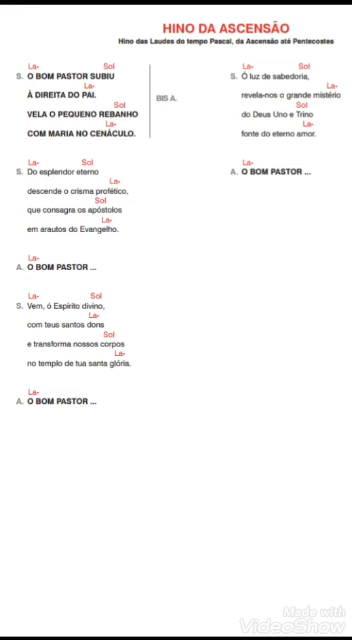 HINO DA ASCENSÃO
Hino das Laudes do tempo Pascal, da Ascensão até Pentecostes
La- Sol
S. O BOM PASTOR SUBIU
La-
À DIREITA DO PAI.
Sol
VELA O PEQUENO REBANHO
La-
COM MARIA NO CENÁCULO.
BIS A.
La- Sol
S. Do esplendor eterno
La-
descende o crisma profético,
Sol
que consagra os apóstolos
La-
em arautos do Evangelho.
La-
A. O BOM PASTOR ...
La- Sol
S. Vem, ó Espírito divino,
La-
com teus santos dons
Sol
e transforma nossos corpos
La-
no templo de tua santa glória.
La-
A. O BOM PASTOR ...
La- Sol
S. Ó luz de sabedoria,
La-
revela-nos o grande mistério
Sol
do Deus Uno e Trino
La-
fonte do eterno amor.
La-
A. O BOM PASTOR ...
Made with
VideoShow